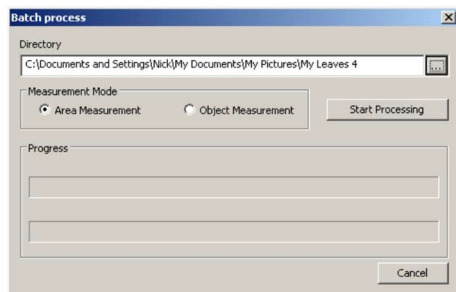 Batch process
Directory
C:\Documents and Settings\Nick\My Documents\My Pictures\My Leaves 4
...
Measurement Mode
Area Measurement Object Measurement
Start Processing
Progress
Cancel